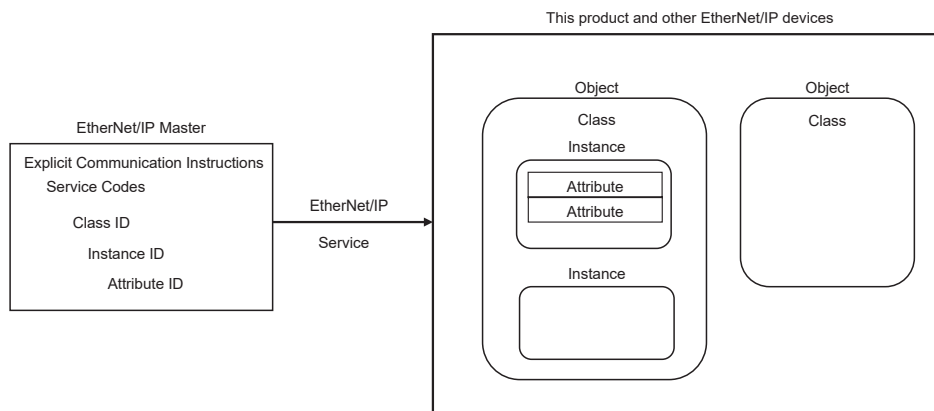 This product and other EtherNet/IP devices
EtherNet/IP Master
Explicit Communication Instructions
Service Codes
Class ID
Instance ID
Attribute ID
EtherNet/IP
Service
Object
Class
Instance
Attribute
Attribute
Instance
Object
Class